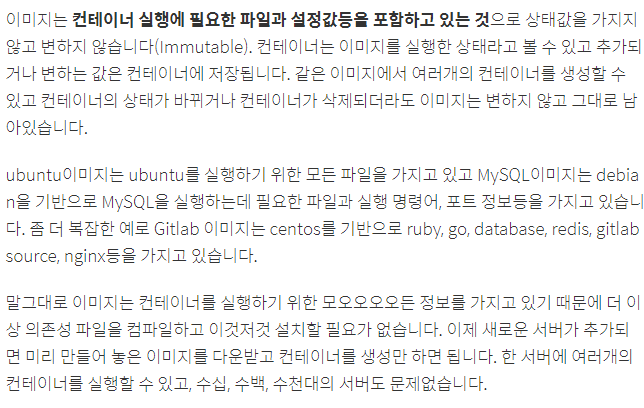 이미지는 컨테이너 실행에 필요한 파일과 설정값등을 포함하고 있는 것으로 상태값을 가지지
않고 변하지 않습니다(Immutable). 컨테이너는 이미지를 실행한 상태라고 볼 수 있고 추가되
거나 변하는 값은 컨테이너에 저장됩니다. 같은 이미지에서 여러개의 컨테이너를 생성할 수
있고 컨테이너의 상태가 바뀌거나 컨테이너가 삭제되더라도 이미지는 변하지 않고 그대로 남
아있습니다.
ubuntu이미지는 ubuntu를 실행하기 위한 모든 파일을 가지고 있고 MySQL이미지는 debia
n을 기반으로 MySQL을 실행하는데 필요한 파일과 실행 명령어, 포트 정보등을 가지고 있습니
다. 좀 더 복잡한 예로 Gitlab 이미지는 centos를 기반으로 ruby, go, database, redis, gitlab
source, nginx등을 가지고 있습니다.
말그대로 이미지는 컨테이너를 실행하기 위한 모오오오오든 정보를 가지고 있기 때문에 더 이
상 의존성 파일을 컴파일하고 이것저것 설치할 필요가 없습니다. 이제 새로운 서버가 추가되
면 미리 만들어 놓은 이미지를 다운받고 컨테이너를 생성만 하면 됩니다. 한 서버에 여러개의
컨테이너를 실행할 수 있고, 수십, 수백, 수천대의 서버도 문제없습니다.